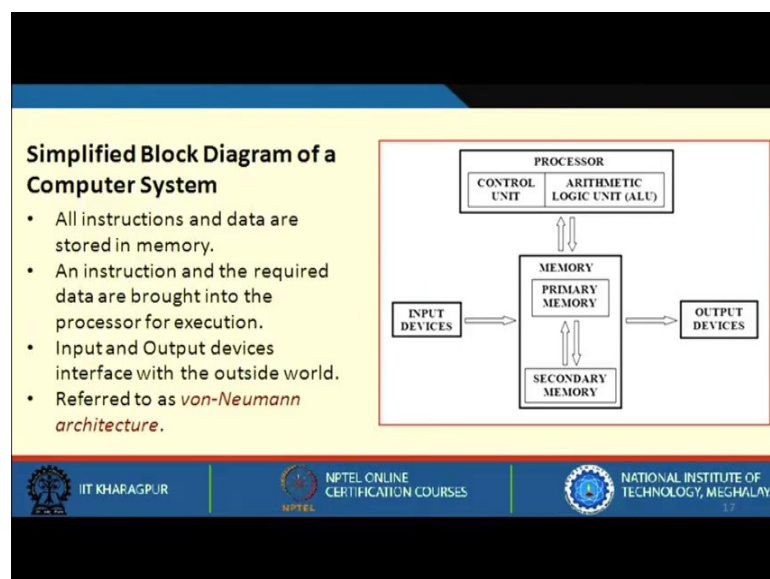 Simplified Block Diagram of a
Computer System
• All instructions and data are
stored in memory.
• An instruction and the required
data are brought into the
processor for execution.
• Input and Output devices
interface with the outside world.
• Referred to as von-Neumann
architecture.
PROCESSOR
CONTROL
UNIT
ARITHMETIC
LOGIC UNIT (ALU)
MEMORY
PRIMARY
MEMORY
INPUT
DEVICES
OUTPUT
DEVICES
SECONDARY
MEMORY
IIT KHARAGPUR
NPTEL
NPTEL ONLINE
CERTIFICATION COURSES
NATIONAL INSTITUTE OF
TECHNOLOGY, MEGHALAY
17